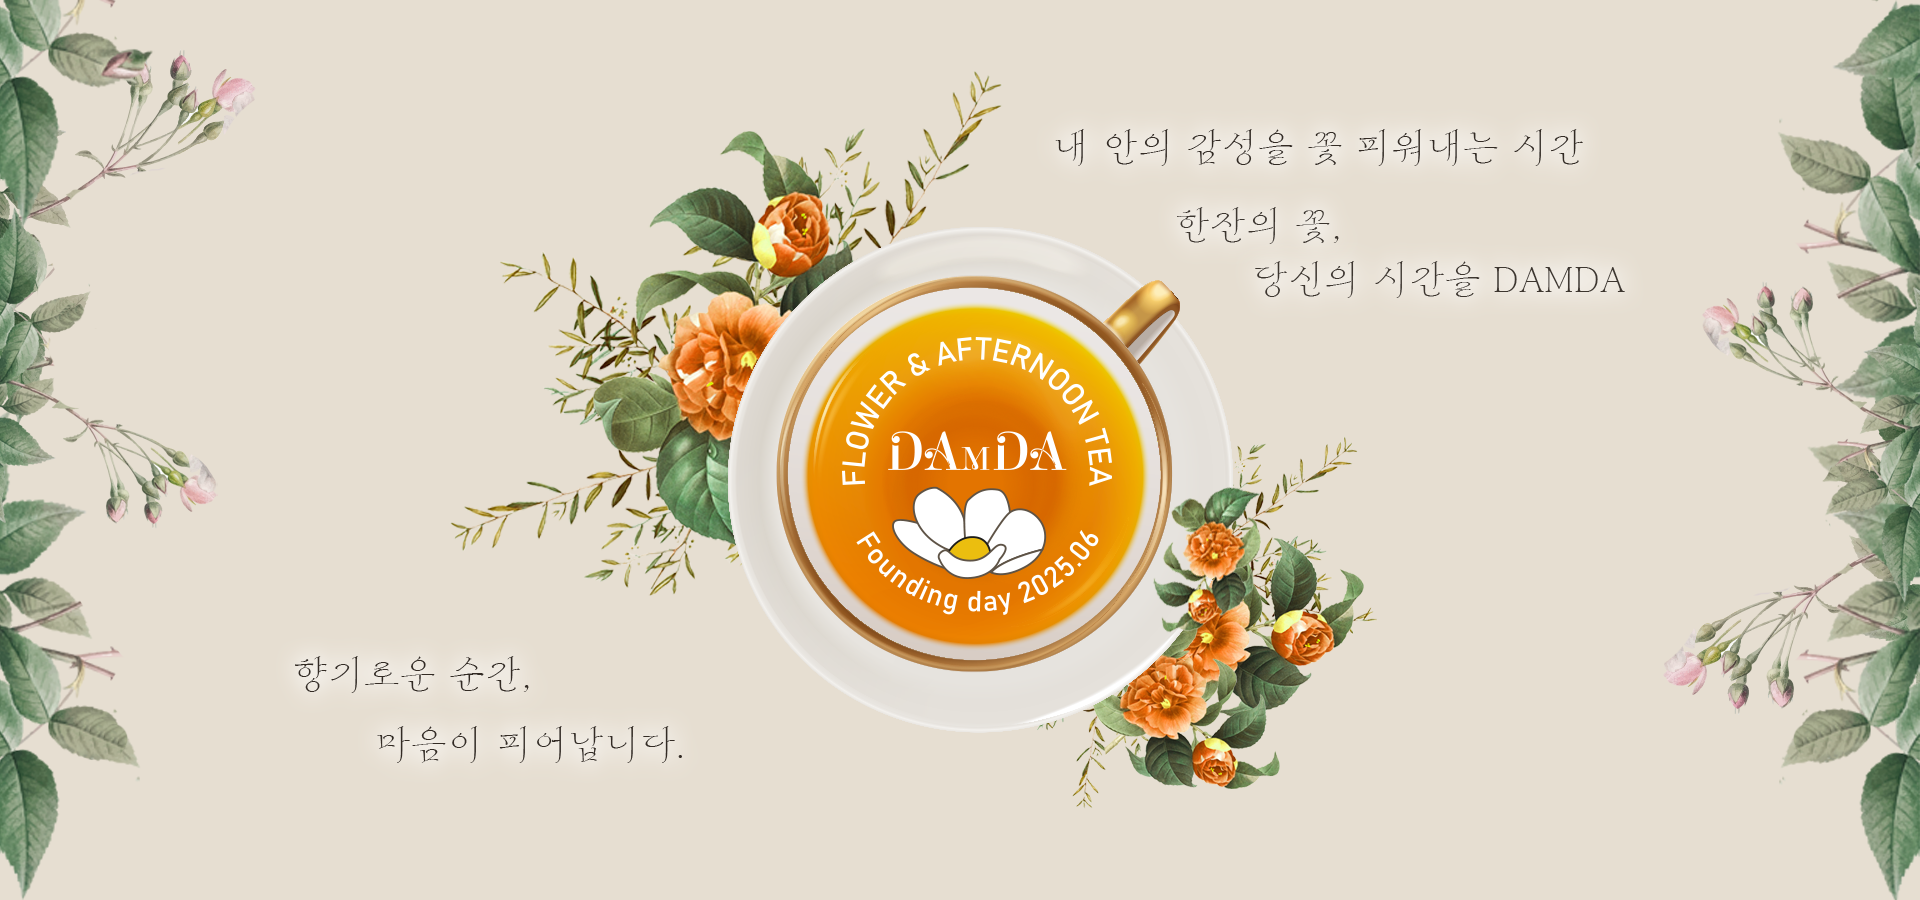 내 안의 감성을 꽃 피워내는 시간
한잔의 꽃,
당신의 시간을 DAMDA
FLOWER & AFTERNOON TEA
DAMDA
Founding day 2025.06
향기로운 순간,
마음이 피어납니다.